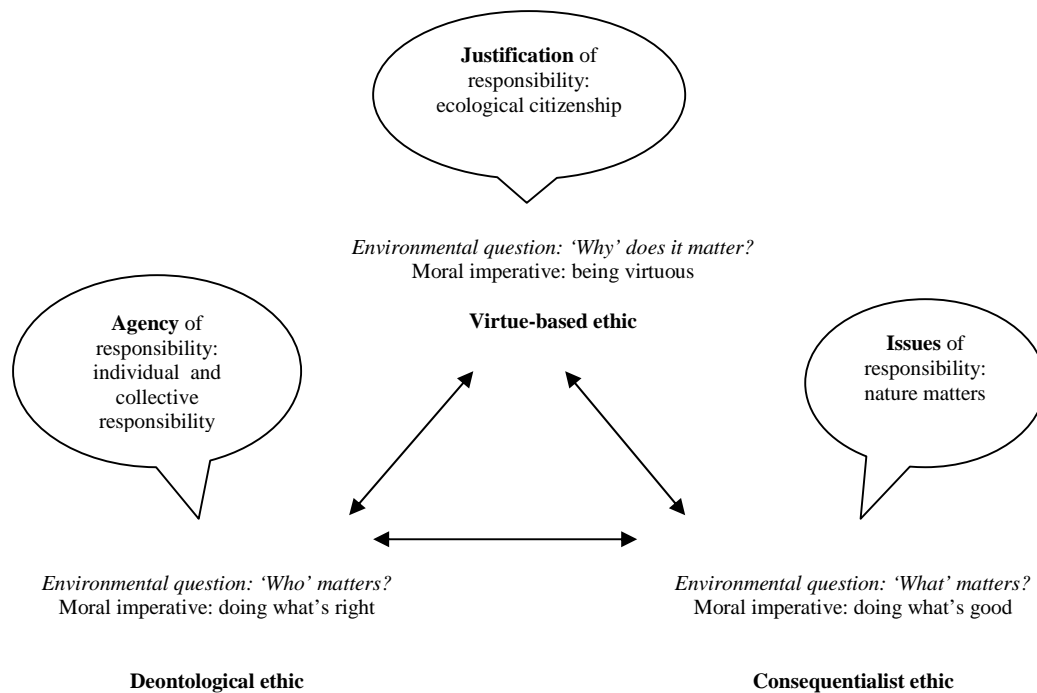 Justification of
responsibility:
ecological citizenship
Environmental question: ‘Why’ does it matter?
Moral imperative: being virtuous
Virtue-based ethic
Agency of
responsibility:
individual and
collective
responsibility
Issues of
responsibility:
nature matters
Environmental question: ‘Who’ matters?
Moral imperative: doing what’s right
Deontological ethic
Environmental question: ‘What’ matters?
Moral imperative: doing what’s good
Consequentialist ethic